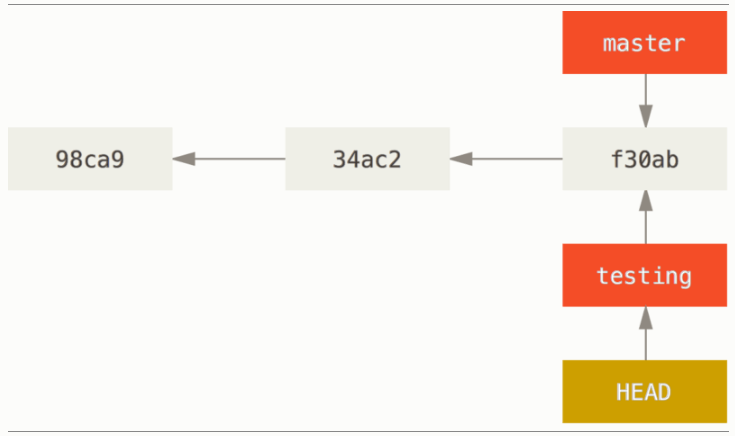 master
98ca9
34ac2
f30ab
testing
HEAD